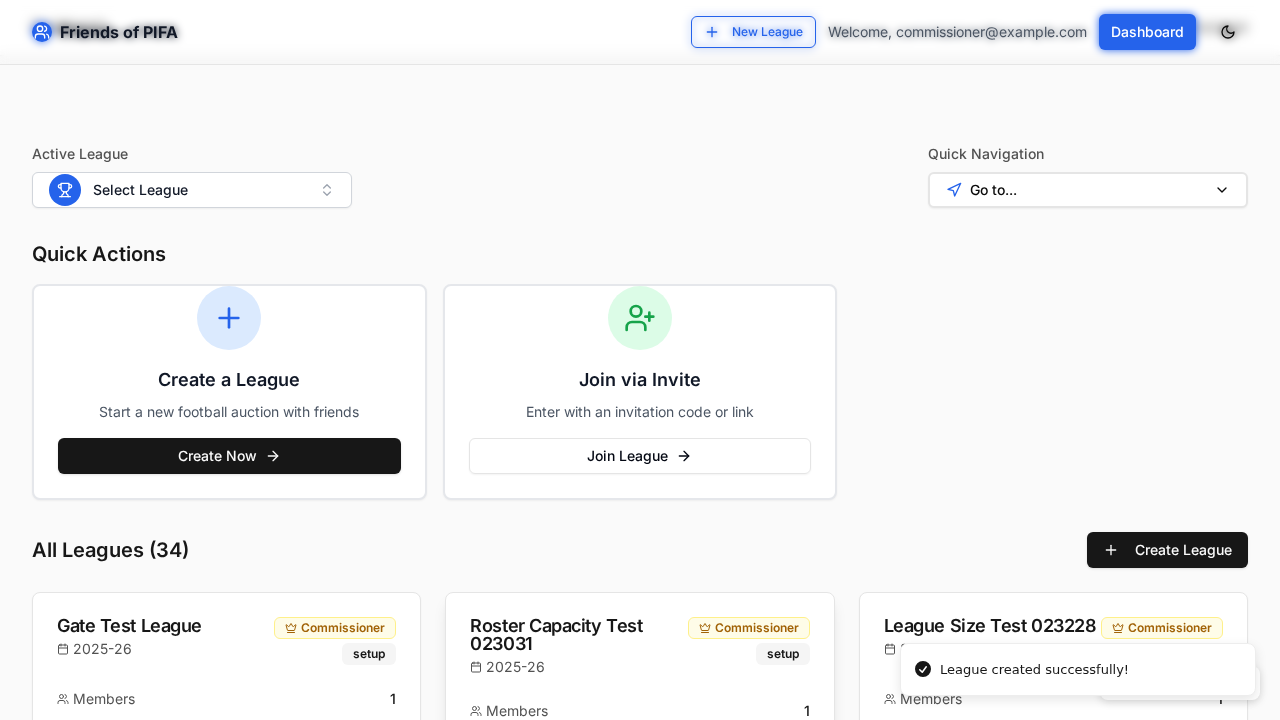 Friends of PIFA
New League
Welcome, commissioner@example.com
Dashboard
Active League
Select League
Quick Navigation
Go to...
Quick Actions
Create a League
Start a new football auction with friends
Create Now
Join via Invite
Enter with an invitation code or link
Join League
All Leagues (34)
Create League
Gate Test League
Commissioner
2025-26
setup
Members
1
Roster Capacity Test
023031
Commissioner
2025-26
setup
Members
1
League Size Test 023228
Commissioner
League created successfully!
Members